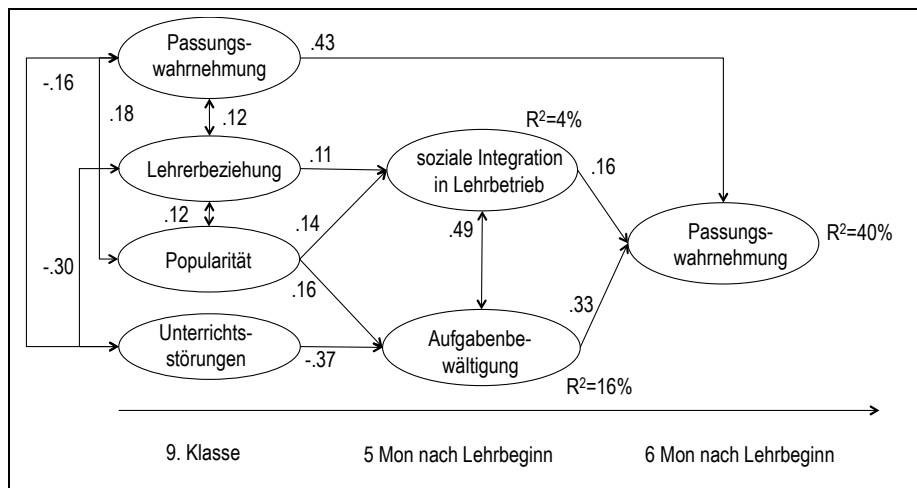 Passungs-
wahrnehmung
.43
-.16
.18
.12
R²=4%
Lehrerbeziehung
.11
soziale Integration
in Lehrbetrieb
.16
.12
.14
.49
Passungs-
wahrnehmung
R²=40%
-.30
Popularität
.16
.33
Unterrichts-
störungen
-.37
Aufgabenbe-
wältigung
R²=16%
9. Klasse
5 Mon nach Lehrbeginn
6 Mon nach Lehrbeginn